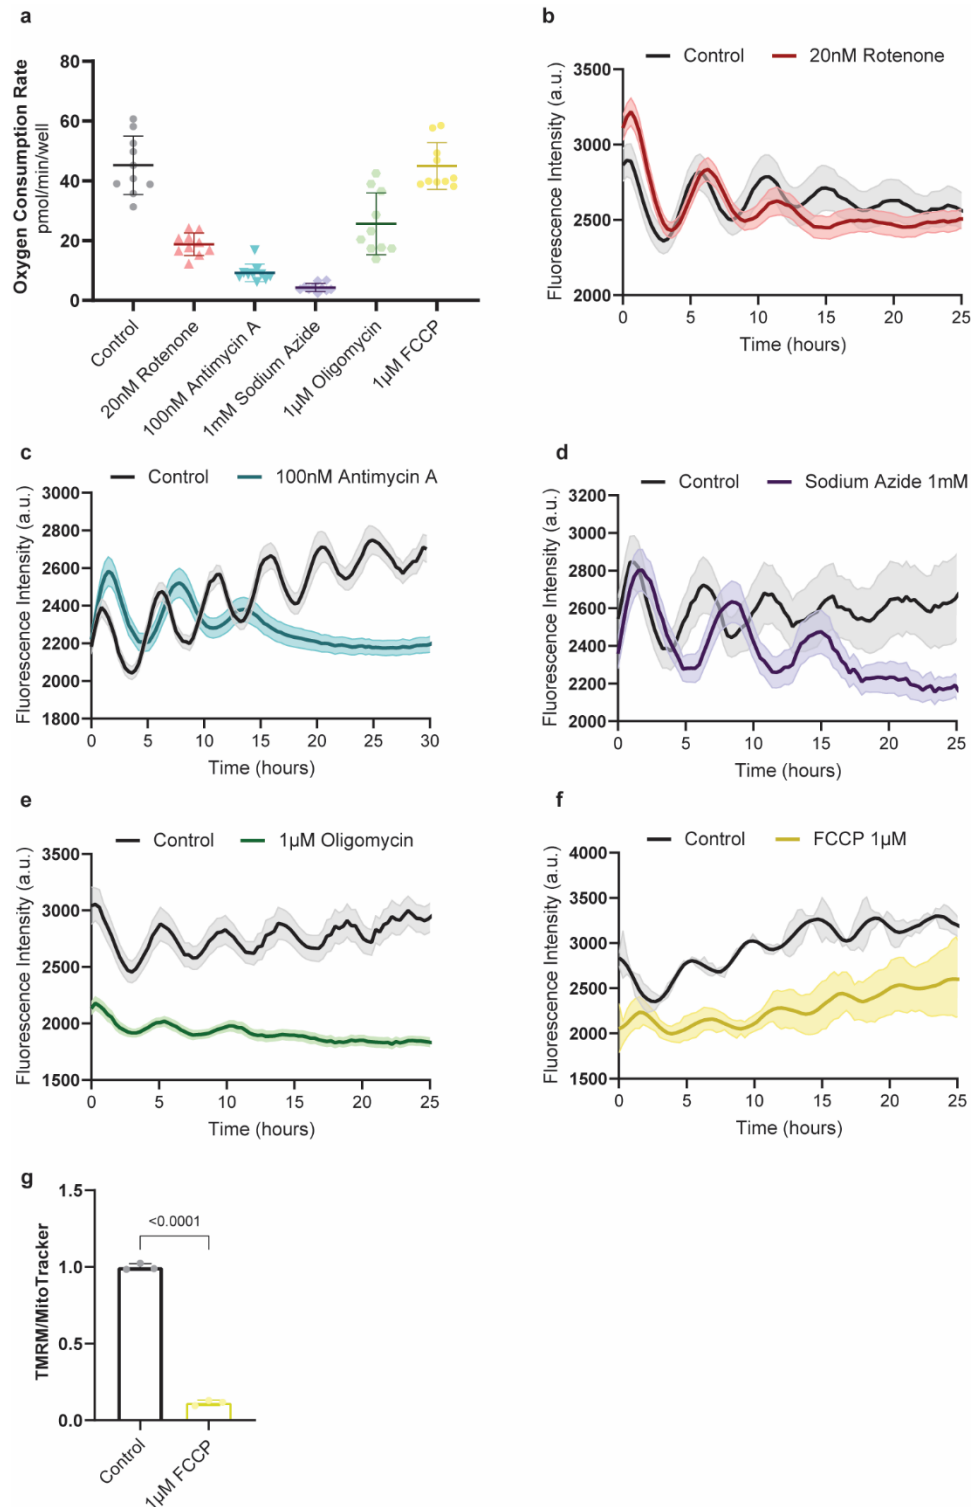 a
Oxygen Consumption Rate
pmol/min/well
80
60
40
20
0
Control
20nM Rotenone
100nM Antimycin A
1mM Sodium Azide
1µM Oligomycin
1µM FCCP
b
Control
20nM Rotenone
Fluorescence Intensity (a.u.)
3500
3000
2500
2000
0 5 10 15 20 25
Time (hours)
c
Control
100nM Antimycin A
Fluorescence Intensity (a.u.)
3000
2800
2600
2400
2200
2000
1800
0 5 10 15 20 25 30
Time (hours)
d
Control
Sodium Azide 1mM
Fluorescence Intensity (a.u.)
3200
3000
2800
2600
2400
2200
2000
0 5 10 15 20 25
Time (hours)
e
Control
1µM Oligomycin
Fluorescence Intensity (a.u.)
3500
3000
2500
2000
1500
0 5 10 15 20 25
Time (hours)
f
Control
FCCP 1µM
Fluorescence Intensity (a.u.)
4000
3500
3000
2500
2000
1500
0 5 10 15 20 25
Time (hours)
g
TMRM/MitoTracker
1.5
1.0
0.5
0.0
<0.0001
Control
1µM FCCP